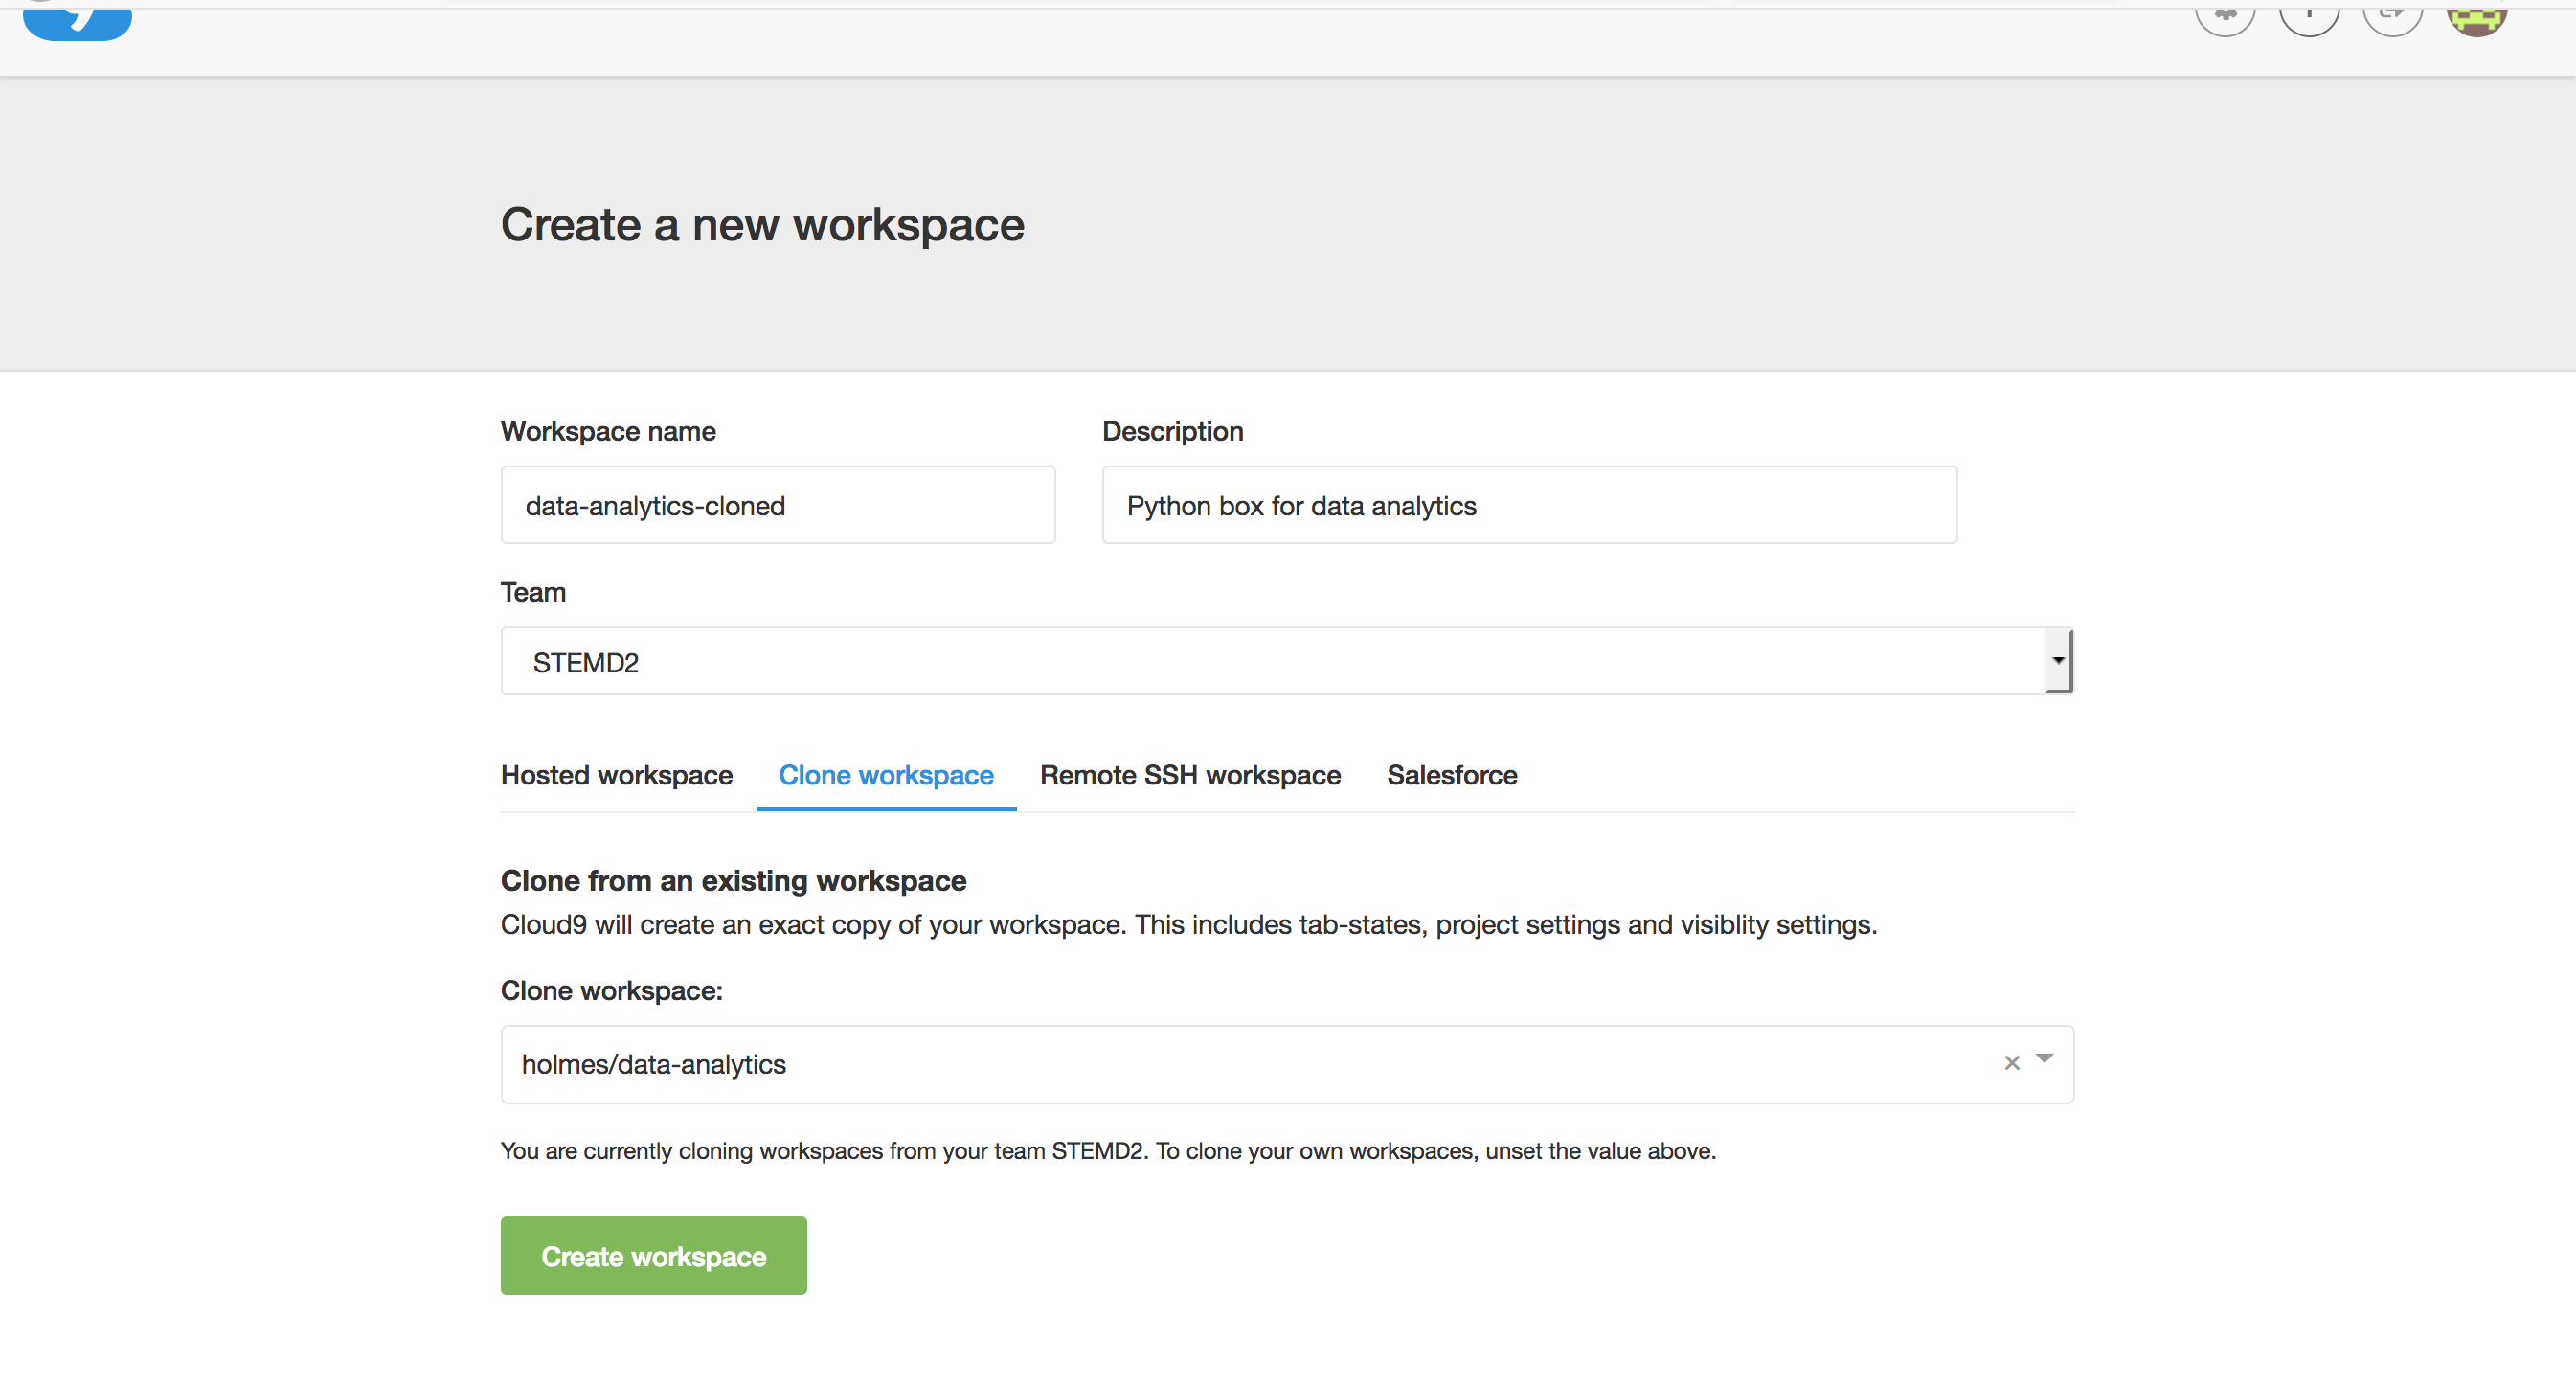 Create a new workspace
Workspace name
Description
data-analytics-cloned
Python box for data analytics
Team
STEMD2
Hosted workspace
Clone workspace
Remote SSH workspace
Salesforce
Clone from an existing workspace
Cloud9 will create an exact copy of your workspace. This includes tab-states, project settings and visiblity settings.
Clone workspace:
holmes/data-analytics
You are currently cloning workspaces from your team STEMD2. To clone your own workspaces, unset the value above.
Create workspace